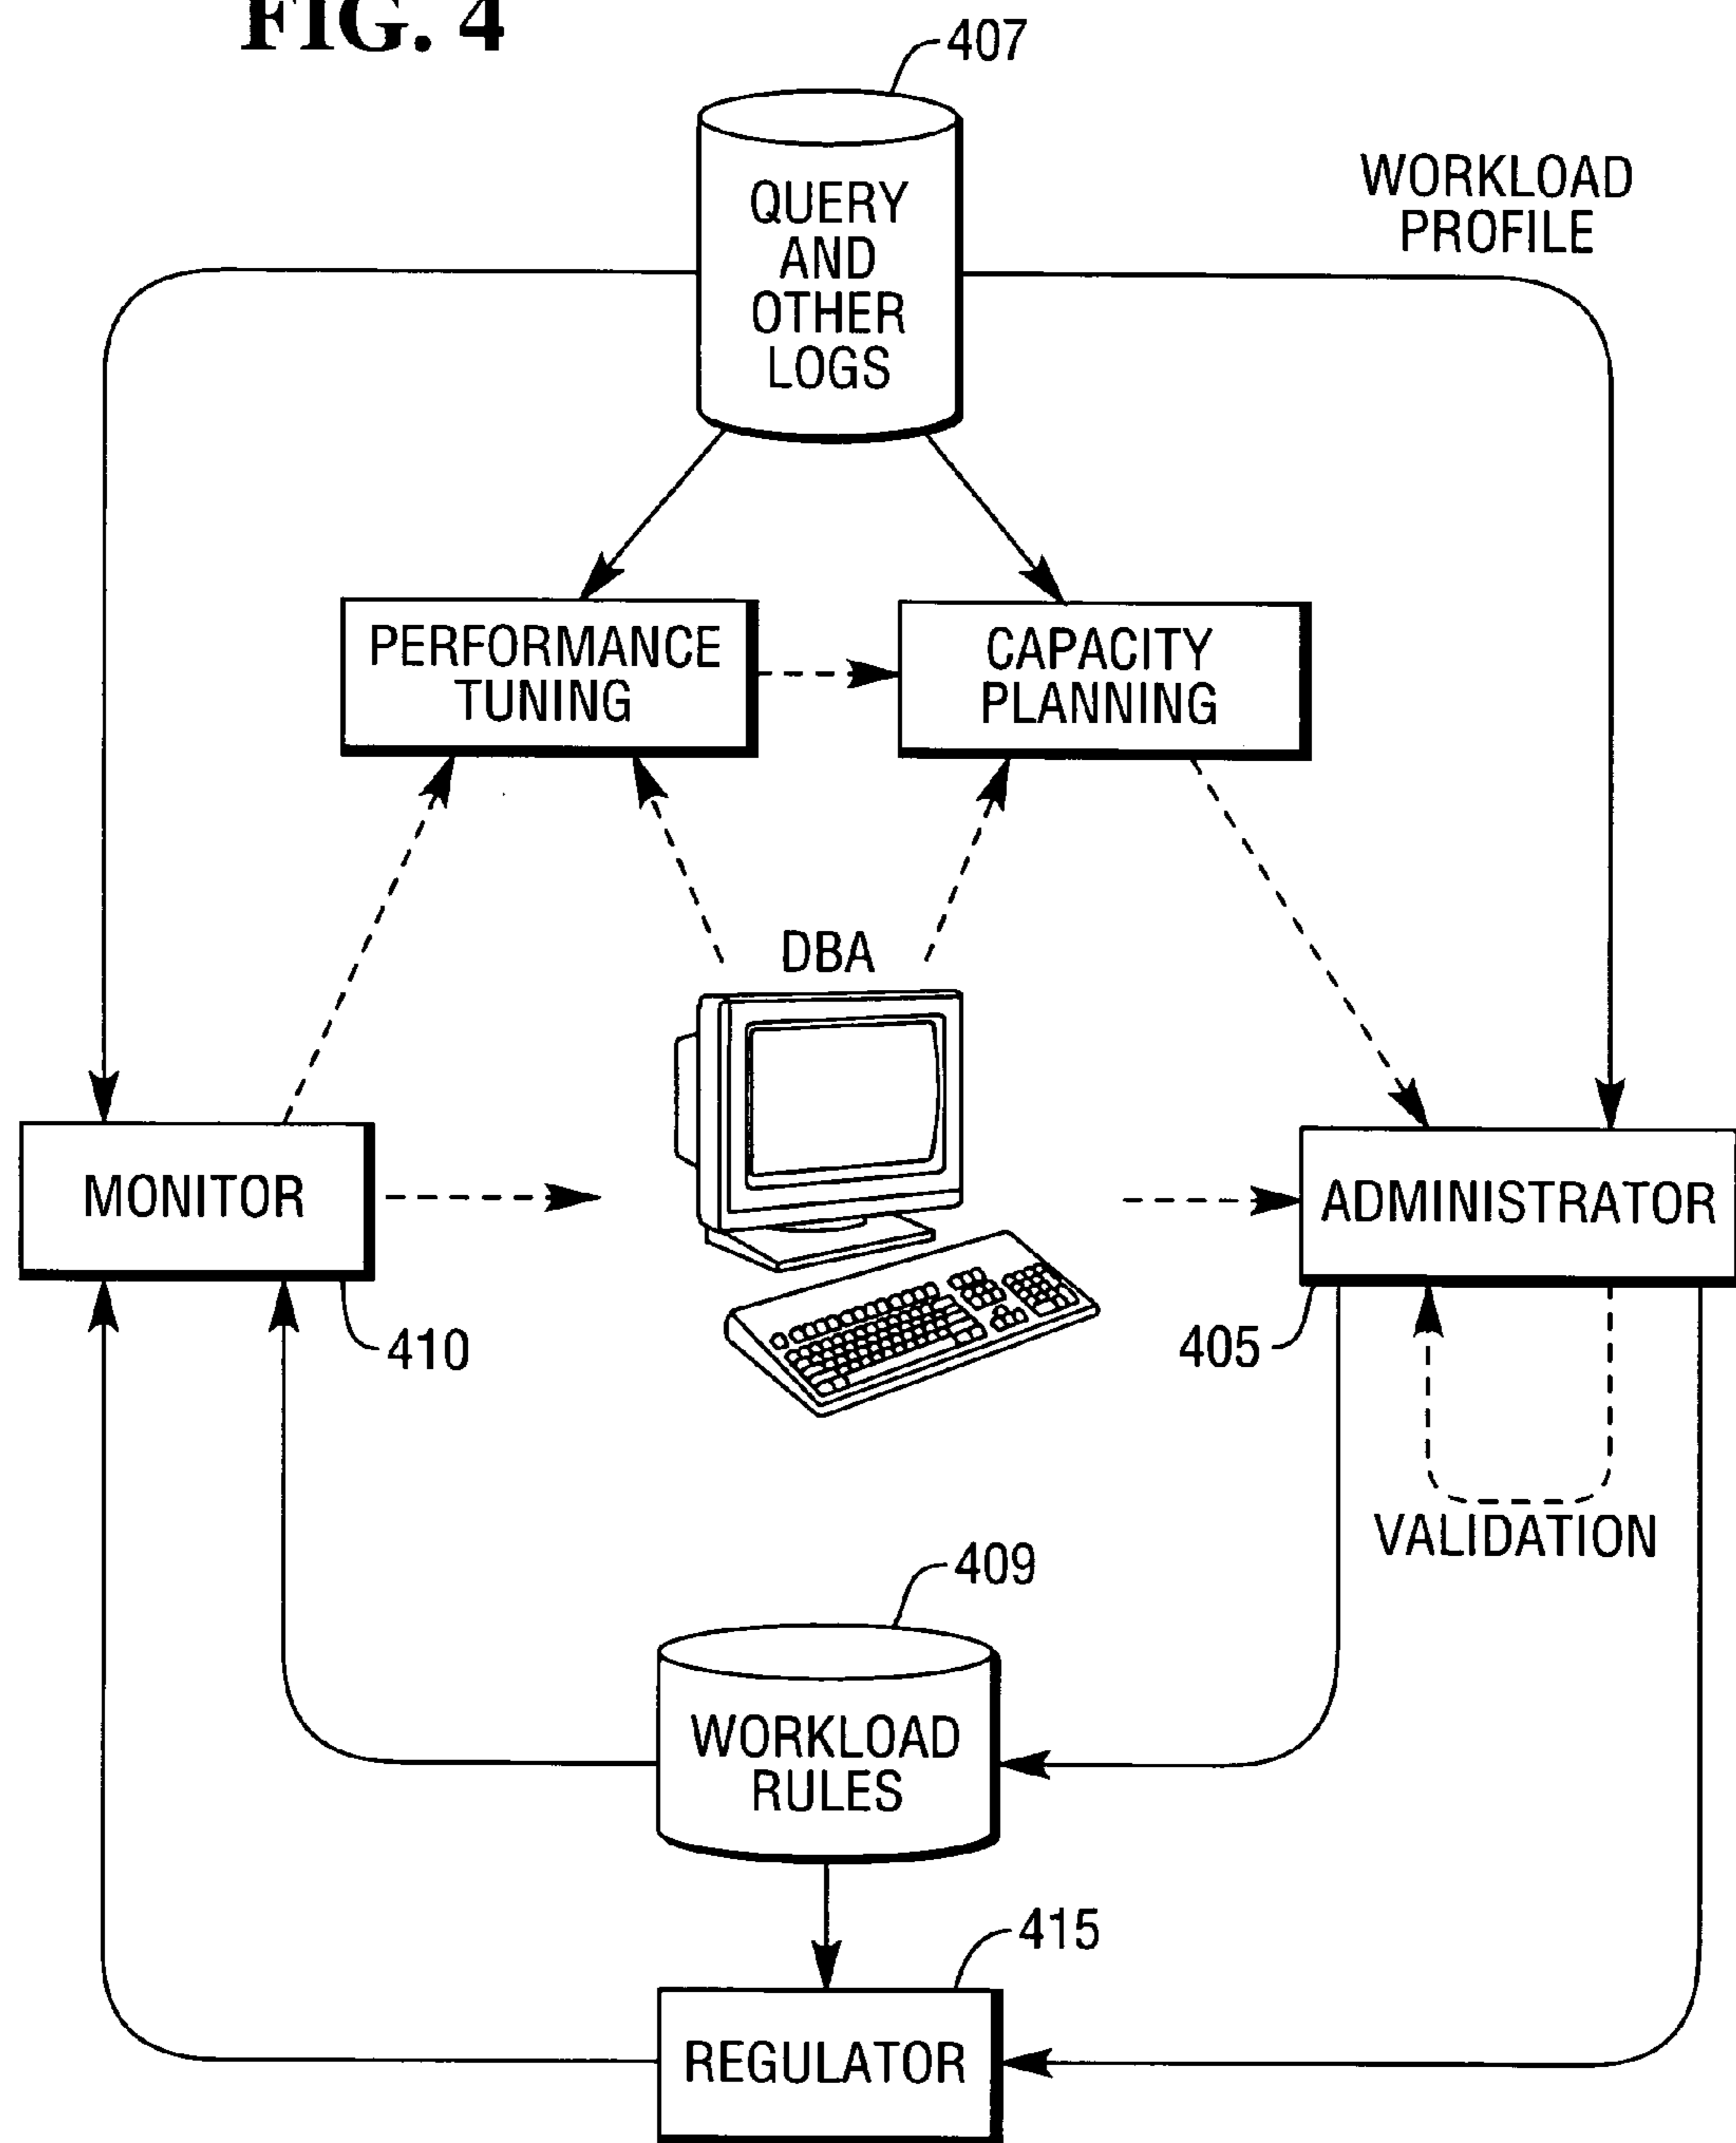 FIG. 4
407
QUERY
AND
OTHER
LOGS
WORKLOAD
PROFILE
PERFORMANCE
TUNING
CAPACITY
PLANNING
DBA
MONITOR
ADMINISTRATOR
410
405
VALIDATION
409
WORKLOAD
RULES
415
REGULATOR